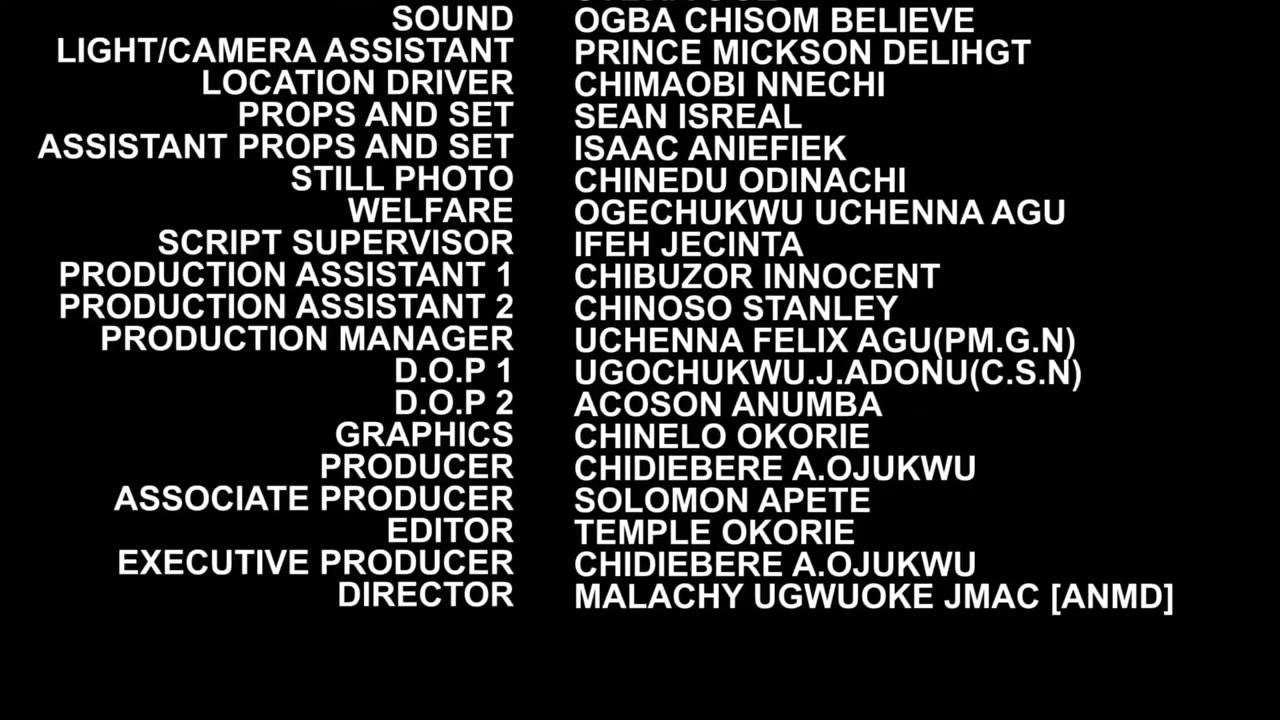 SOUND OGBA CHISOM BELIEVE
LIGHT/CAMERA ASSISTANT PRINCE MICKSON DELIHGT
LOCATION DRIVER CHIMAOBI NNECHI
PROPS AND SET SEAN ISREAL
ASSISTANT PROPS AND SET ISAAC ANIEFIEK
STILL PHOTO CHINEDU ODINACHI
WELFARE OGECHUKWU UCHENNA AGU
SCRIPT SUPERVISOR IFEH JECINTA
PRODUCTION ASSISTANT 1 CHIBUZOR INNOCENT
PRODUCTION ASSISTANT 2 CHINOSO STANLEY
PRODUCTION MANAGER UCHENNA FELIX AGU(PM.G.N)
D.O.P 1 UGOCHUKWU.J.ADONU(C.S.N)
D.O.P 2 ACOSON ANUMBA
GRAPHICS CHINELO OKORIE
PRODUCER CHIDIEBERE A.OJUKWU
ASSOCIATE PRODUCER SOLOMON APETE
EDITOR TEMPLE OKORIE
EXECUTIVE PRODUCER CHIDIEBERE A.OJUKWU
DIRECTOR MALACHY UGWUOKE JMAC [ANMD]